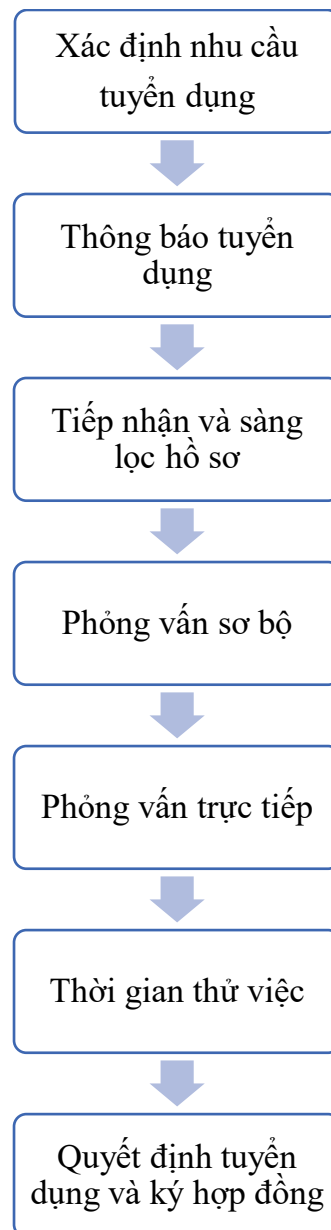 Xác định nhu cầu
tuyển dụng
Thông báo tuyển
dụng
Tiếp nhận và sàng
lọc hồ sơ
Phỏng vấn sơ bộ
Phỏng vấn trực tiếp
Thời gian thử việc
Quyết định tuyển
dụng và ký hợp đồng